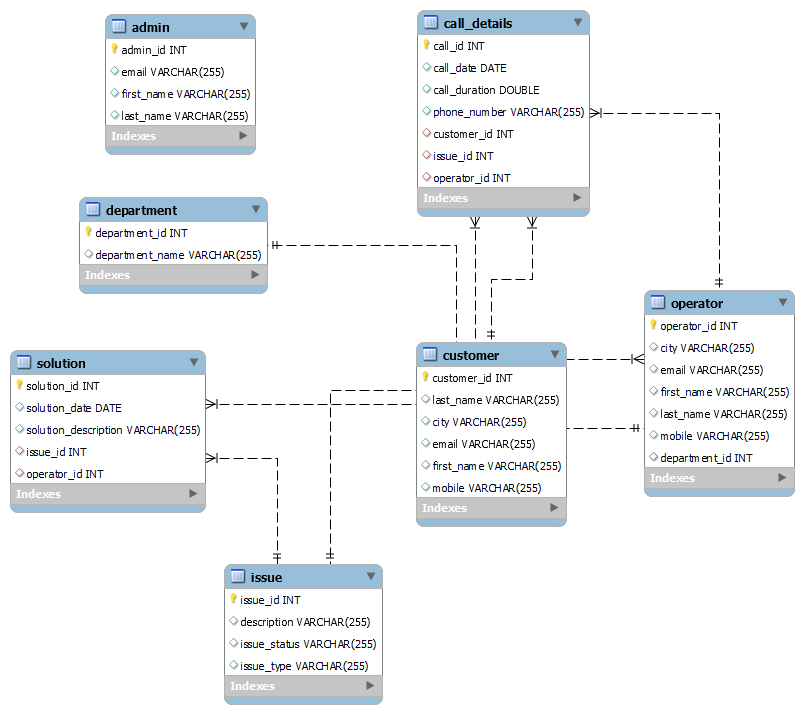 admin
admin_id INT
email VARCHAR(255)
first_name VARCHAR(255)
last_name VARCHAR(255)
Indexes
call_details
call_id INT
call_date DATE
call_duration DOUBLE
phone_number VARCHAR(255)
customer_id INT
issue_id INT
operator_id INT
Indexes
department
department_id INT
department_name VARCHAR(255)
Indexes
operator
operator_id INT
city VARCHAR(255)
email VARCHAR(255)
first_name VARCHAR(255)
last_name VARCHAR(255)
mobile VARCHAR(255)
department_id INT
Indexes
solution
solution_id INT
solution_date DATE
solution_description VARCHAR(255)
issue_id INT
operator_id INT
Indexes
customer
customer_id INT
last_name VARCHAR(255)
city VARCHAR(255)
email VARCHAR(255)
first_name VARCHAR(255)
mobile VARCHAR(255)
Indexes
issue
issue_id INT
description VARCHAR(255)
issue_status VARCHAR(255)
issue_type VARCHAR(255)
Indexes